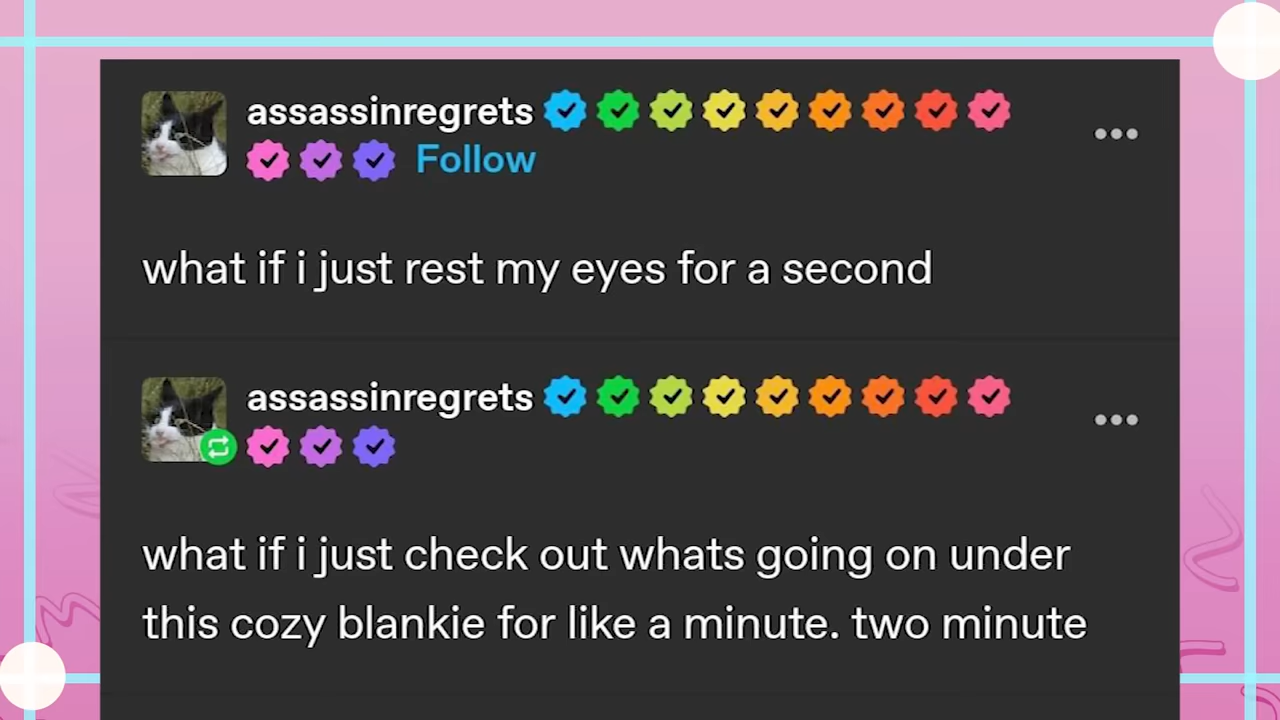 assassinregrets
Follow
what if i just rest my eyes for a second
assassinregrets
what if i just check out whats going on under
this cozy blankie for like a minute. two minute